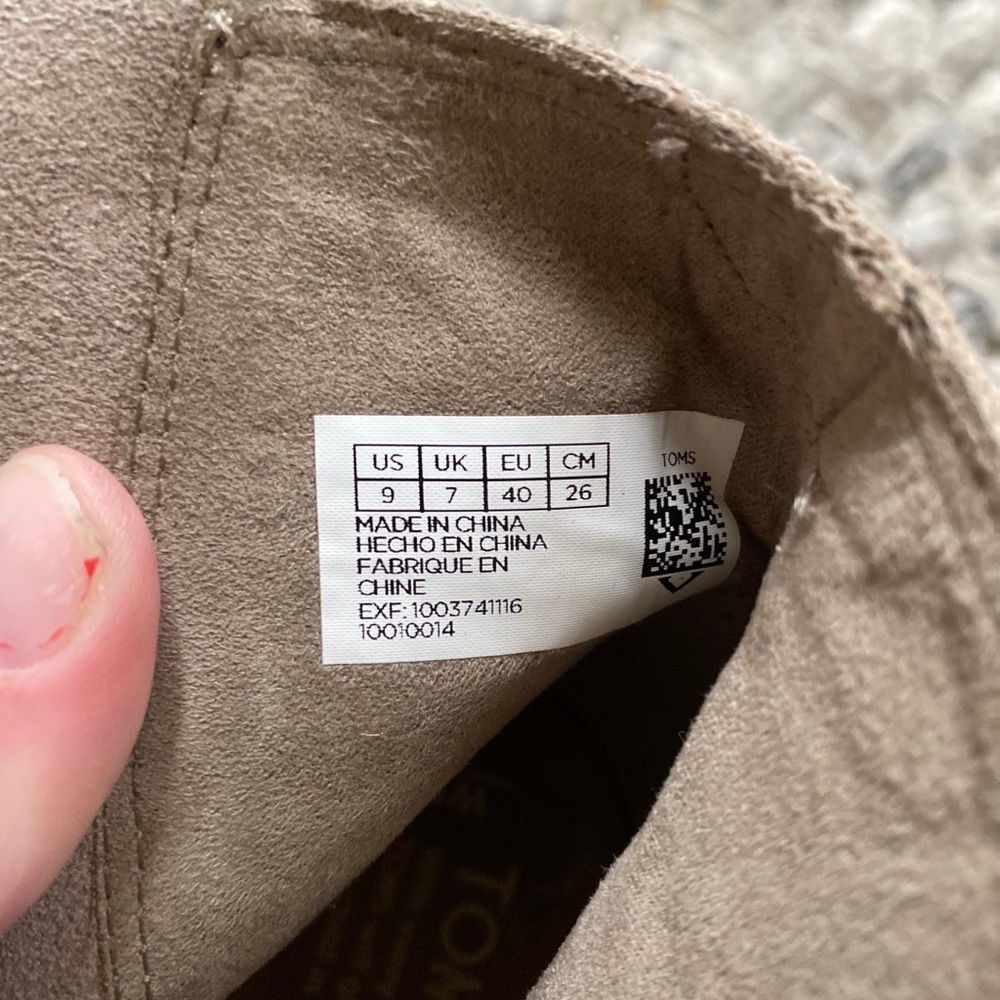 US UK EU CM
9 7 40 26
MADE IN CHINA
HECHO EN CHINA
FABRIQUE EN
CHINE
EXF: 1003741116
10010014
TOMS
TOM